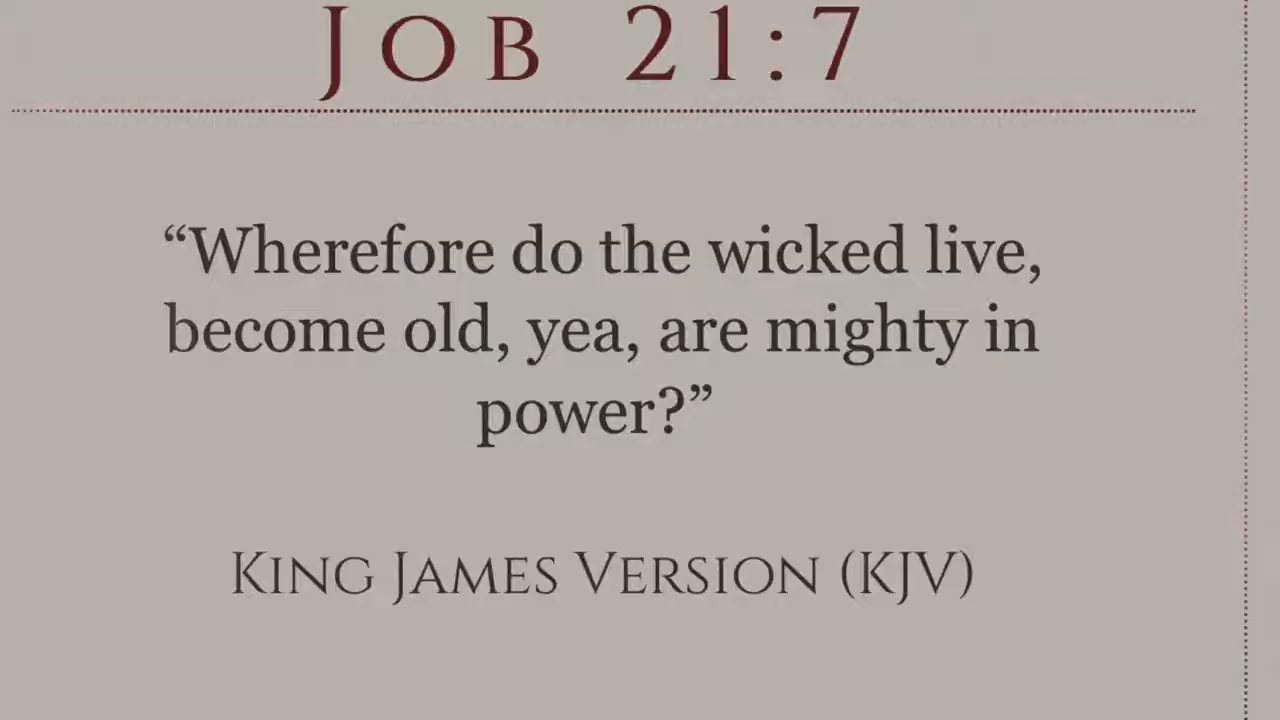 Job 21:7
“Wherefore do the wicked live,
become old, yea, are mighty in
power?”
King James Version (KJV)